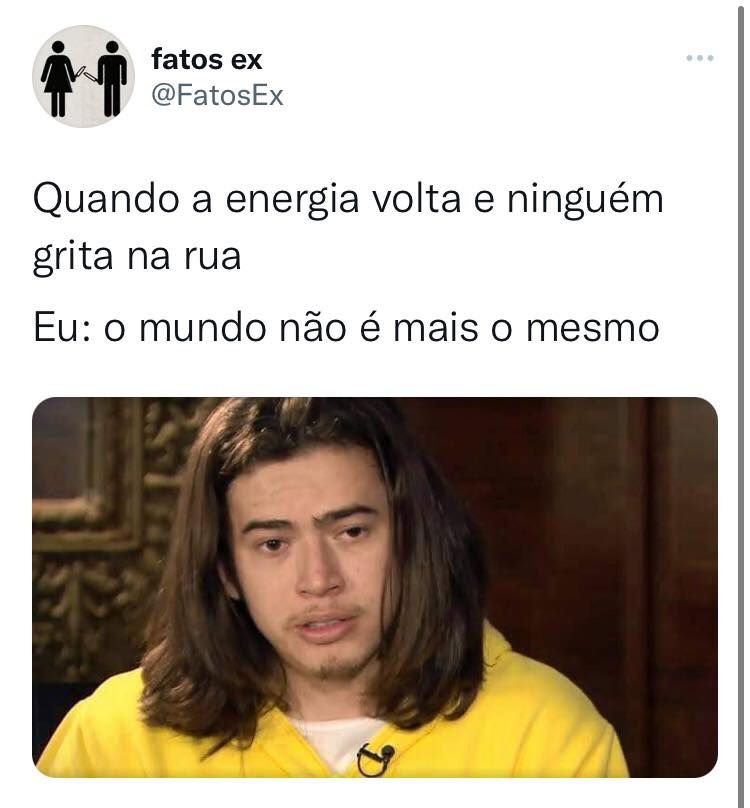 fatos ex
@FatosEx
Quando a energia volta e ninguém
grita na rua
Eu: o mundo não é mais o mesmo